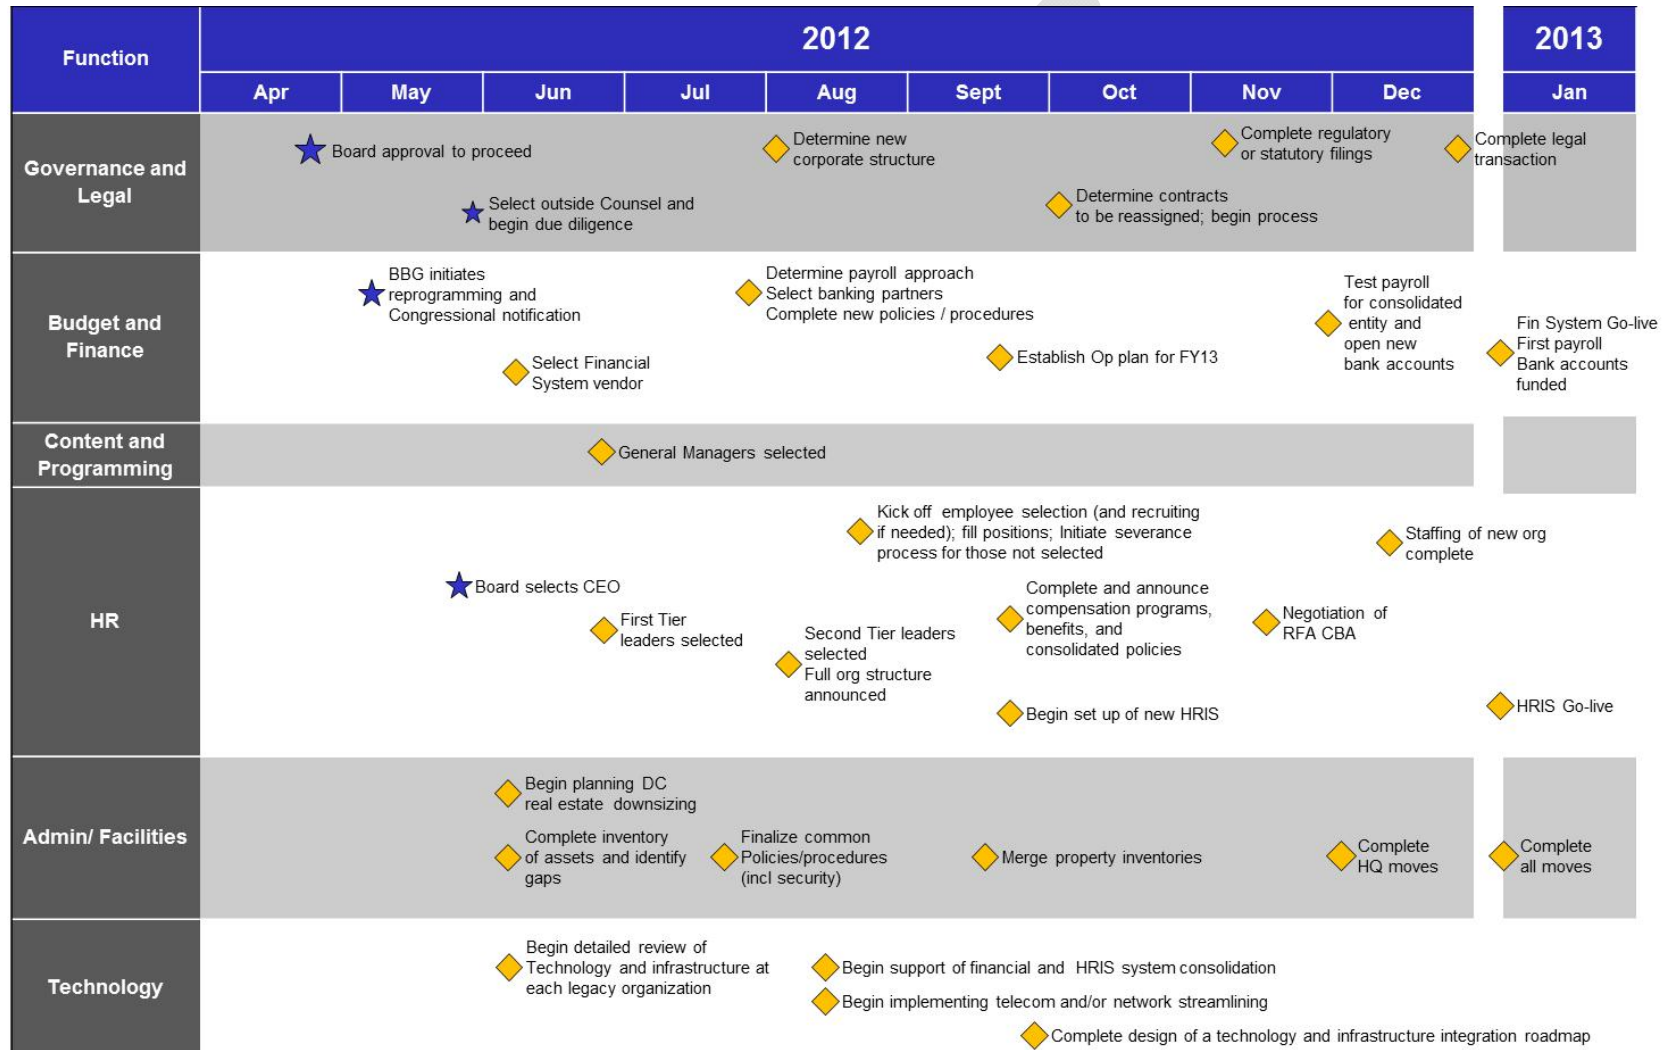 Function
2012
2013
Apr
May
Jun
Jul
Aug
Sept
Oct
Nov
Dec
Jan
Governance and
Legal
Board approval to proceed
Select outside Counsel and
begin due diligence
Determine new
corporate structure
Determine contracts
to be reassigned; begin process
Complete regulatory
or statutory filings
Complete legal
transaction
Budget and
Finance
BBG initiates
reprogramming and
Congressional notification
Select Financial
System vendor
Determine payroll approach
Select banking partners
Complete new policies / procedures
Establish Op plan for FY13
Test payroll
for consolidated
entity and
open new
bank accounts
Fin System Go-live
First payroll
Bank accounts
funded
Content and
Programming
General Managers selected
HR
Board selects CEO
First Tier
leaders selected
Kick off employee selection (and recruiting
if needed); fill positions; Initiate severance
process for those not selected
Second Tier leaders
selected
Full org structure
announced
Complete and announce
compensation programs,
benefits, and
consolidated policies
Begin set up of new HRIS
Negotiation of
RFA CBA
Staffing of new org
complete
HRIS Go-live
Admin/ Facilities
Begin planning DC
real estate downsizing
Complete inventory
of assets and identify
gaps
Finalize common
Policies/procedures
(incl security)
Merge property inventories
Complete
HQ moves
Complete
all moves
Technology
Begin detailed review of
Technology and infrastructure at
each legacy organization
Begin support of financial and HRIS system consolidation
Begin implementing telecom and/or network streamlining
Complete design of a technology and infrastructure integration roadmap